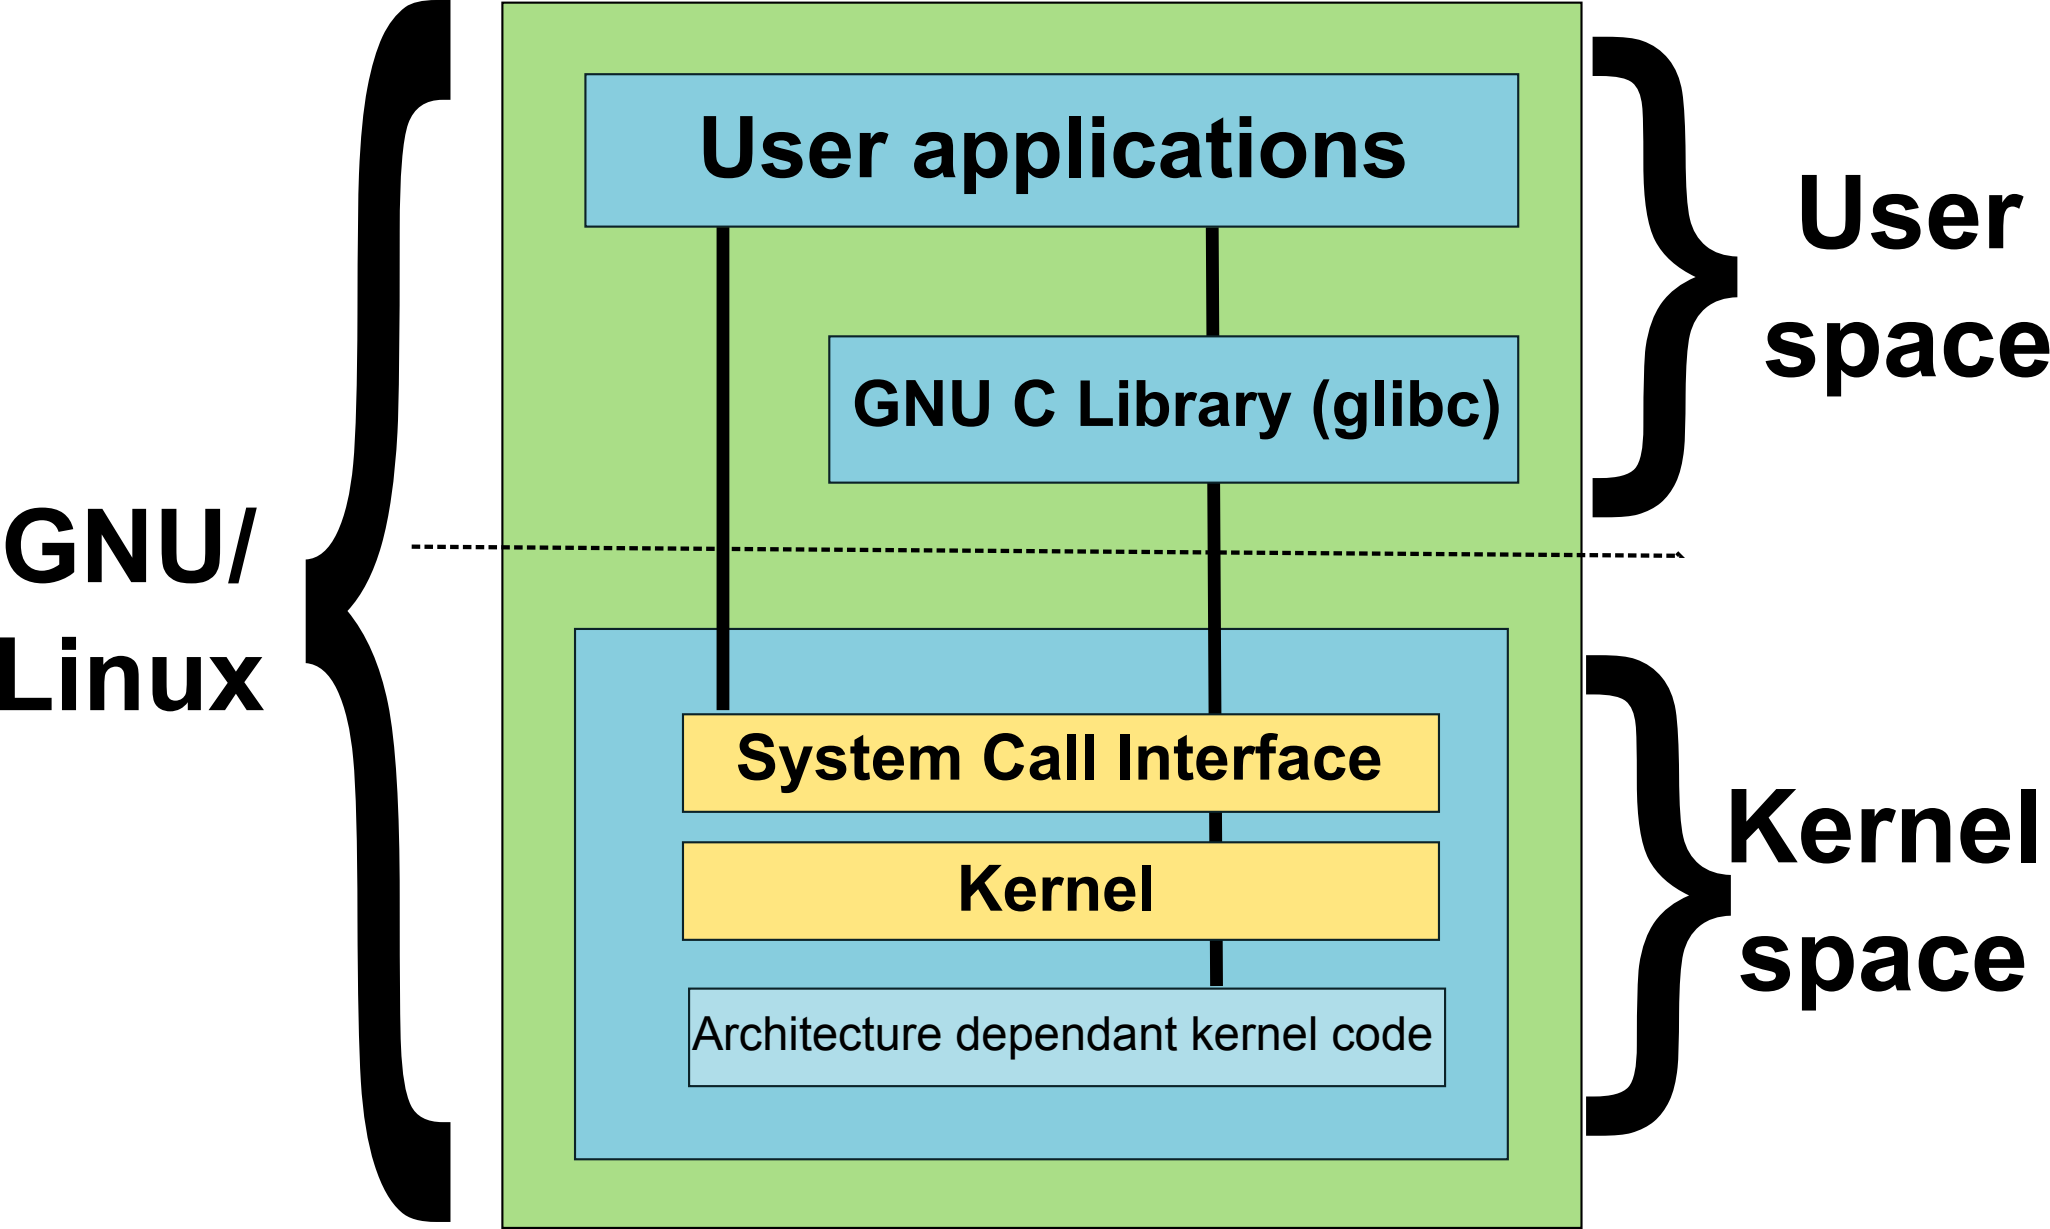 User applications
User
space
GNU C Library (glibc)
GNU/
Linux
System Call Interface
Kernel
Kernel
space
Architecture dependant kernel code